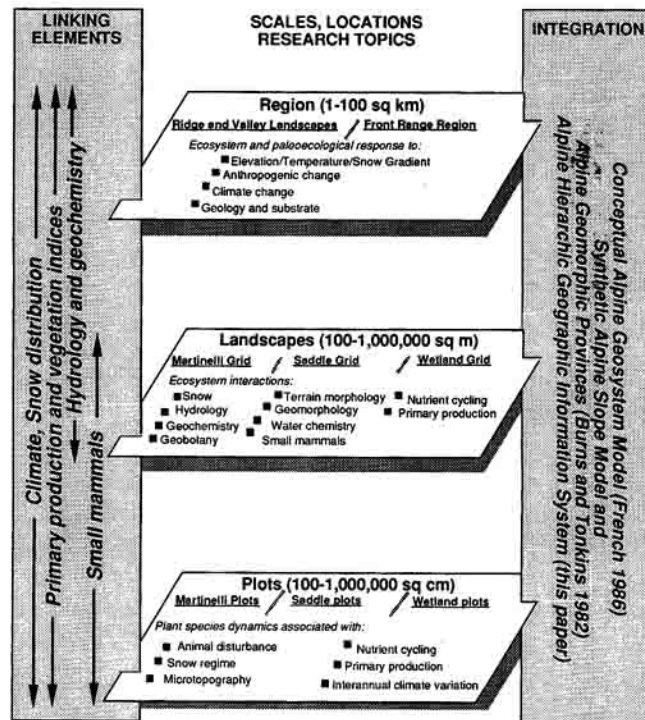 LINKING
ELEMENTS
SCALES, LOCATIONS
RESEARCH TOPICS
INTEGRATION
Climate, Snow distribution
Primary production and vegetation indices
Hydrology and geochemistry
Small mammals
Region (1-100 sq km)
Ridge and Valley Landscapes / Front Range Region
Ecosystem and paleoecological response to:
Elevation/Temperature/Snow Gradient
Anthropogenic change
Climate change
Geology and substrate
Landscapes (100-1,000,000 sq m)
Martinelli Grid / Saddle Grid / Wetland Grid
Ecosystem interactions:
Snow
Hydrology
Geochemistry
Geobotany
Terrain morphology
Geomorphology
Water chemistry
Small mammals
Nutrient cycling
Primary production
Plots (100-1,000,000 sq cm)
Martinelli Plots / Saddle plots / Wetland plots
Plant species dynamics associated with:
Animal disturbance
Snow regime
Microtopography
Nutrient cycling
Primary production
Interannual climate variation
Conceptual Alpine Geosystem Model (French 1986)
Synthetic Alpine Slope Model and
Alpine Geomorphic Provinces (Burns and Tonkins 1982)
Alpine Hierarchic Geographic Information System (this paper)